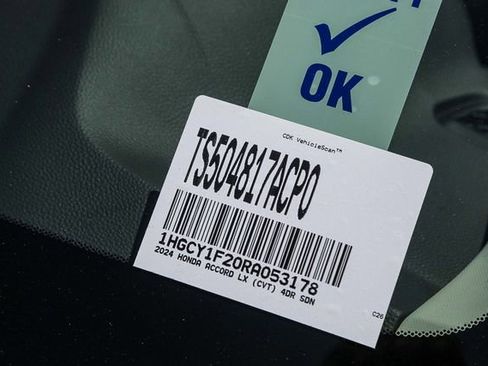 OK
CDK VehicleScan™
TS504817ACPO
1HGCY1F20RA053178
2024 HONDA ACCORD LX (CVT) 4DR SDN
C26